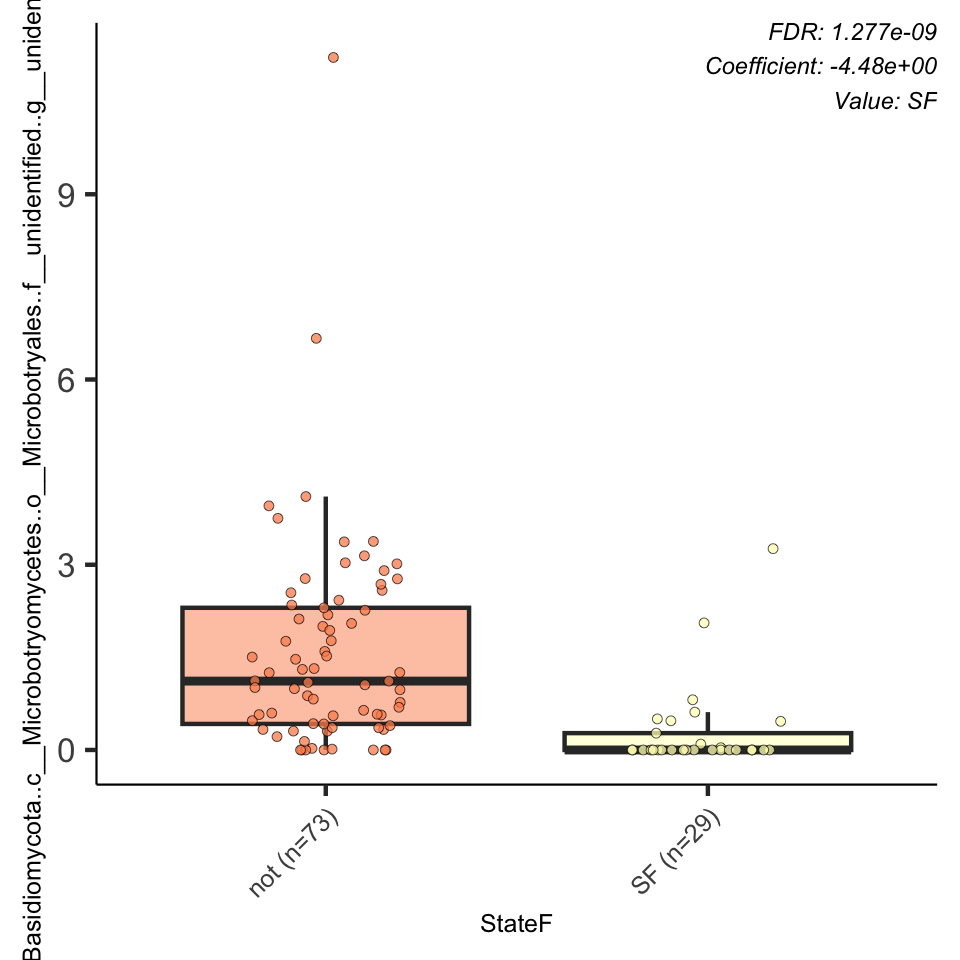 FDR: 1.277e-09
Coefficient: -4.48e+00
Value: SF
Basidiomycota..c__Microbotryomycetes..o__Microbotryales..f__unidentified..g__uniden
9
6
3
0
not (n=73)
SF (n=29)
StateF